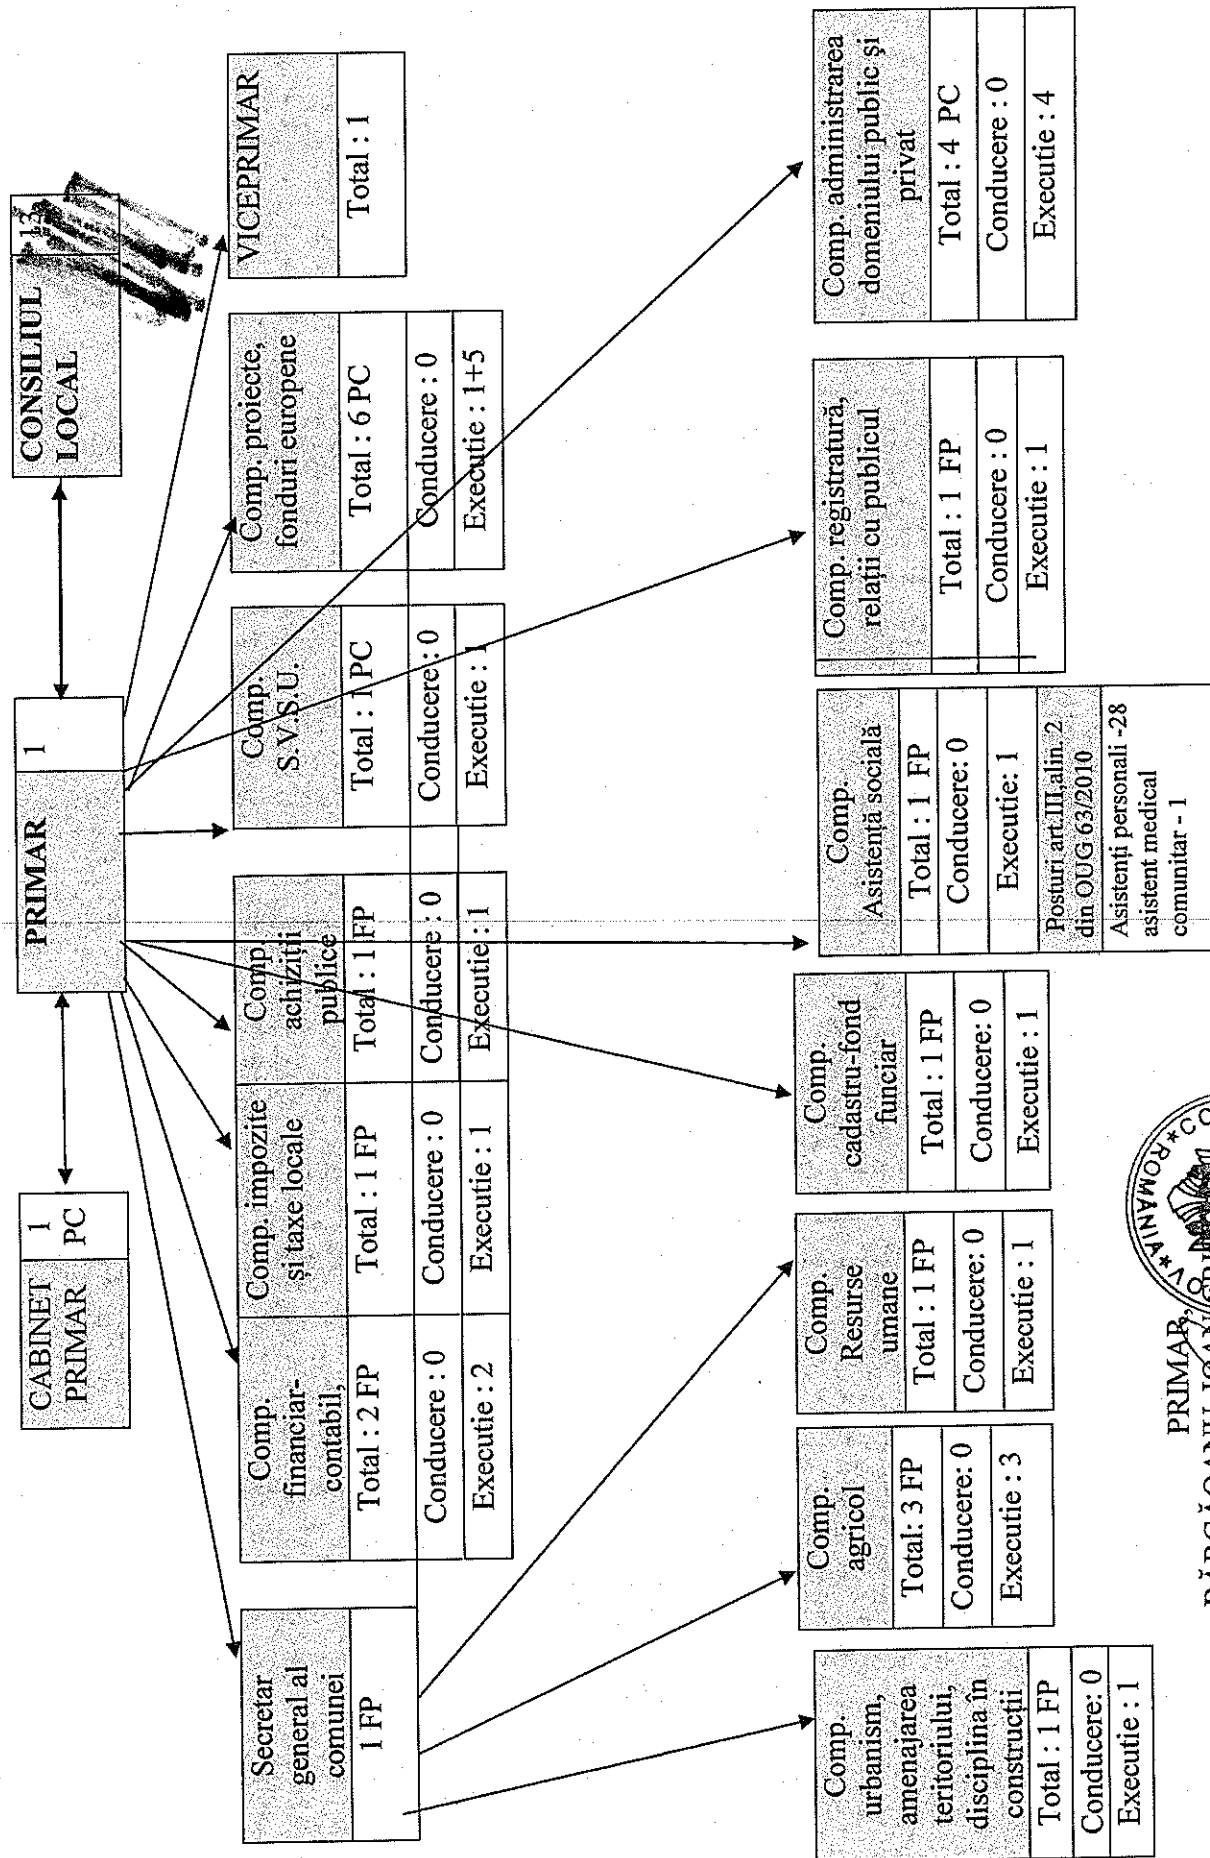 CABINET
PRIMAR
1
PC
PRIMAR
1
CONSILIUL
LOCAL
13
Secretar
general al
comunei
1 FP
Comp.
financiar-
contabil,
Total : 2 FP
Conducere : 0
Executie : 2
Comp. impozite
și taxe locale
Total : 1 FP
Conducere : 0
Executie : 1
Comp.
achiziții
publice
Total : 1FP
Conducere : 0
Executie : 1
Comp.
S.V.S.U.
Total : 1 PC
Conducere : 0
Executie : 1
Comp. proiecte,
fonduri europene
Total : 6 PC
Conducere : 0
Executie : 1+5
VICEPRIMAR
Total : 1
Comp.
urbanism,
amenajarea
teritoriului,
disciplina în
construcții
Total : 1 FP
Conducere: 0
Executie : 1
Comp.
agricol
Total: 3 FP
Conducere: 0
Executie : 3
Comp.
Resurse
umane
Total : 1 FP
Conducere: 0
Executie : 1
Comp.
cadastru-fond
funciar
Total : 1 FP
Conducere: 0
Executie : 1
Comp.
Asistență socială
Total : 1 FP
Conducere: 0
Executie: 1
Posturi art.III,alin. 2
din OUG 63/2010
Asistenți personali -28
asistent medical
comunitar - 1
Comp. registratură,
relații cu publicul
Total : 1 FP
Conducere : 0
Executie : 1
Comp. administrarea
domeniului public și
privat
Total : 4 PC
Conducere : 0
Executie : 4
PRIMAR,
ROMANIA